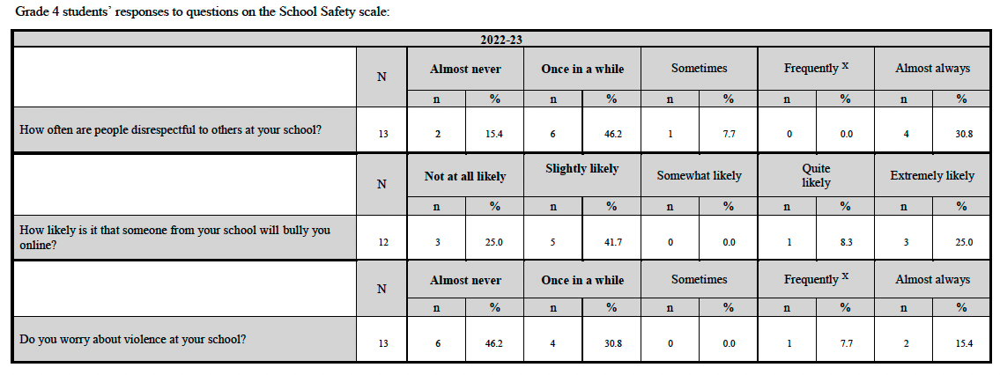 Grade 4 students’ responses to questions on the School Safety scale:
2022-23
N Almost never Once in a while Sometimes Frequently X Almost always
n % n % n % n % n %
How often are people disrespectful to others at your school? 13 2 15.4 6 46.2 1 7.7 0 0.0 4 30.8
N Not at all likely Slightly likely Somewhat likely Quite likely Extremely likely
n % n % n % n % n %
How likely is it that someone from your school will bully you
online? 12 3 25.0 5 41.7 0 0.0 1 8.3 3 25.0
N Almost never Once in a while Sometimes Frequently X Almost always
n % n % n % n % n %
Do you worry about violence at your school? 13 6 46.2 4 30.8 0 0.0 1 7.7 2 15.4